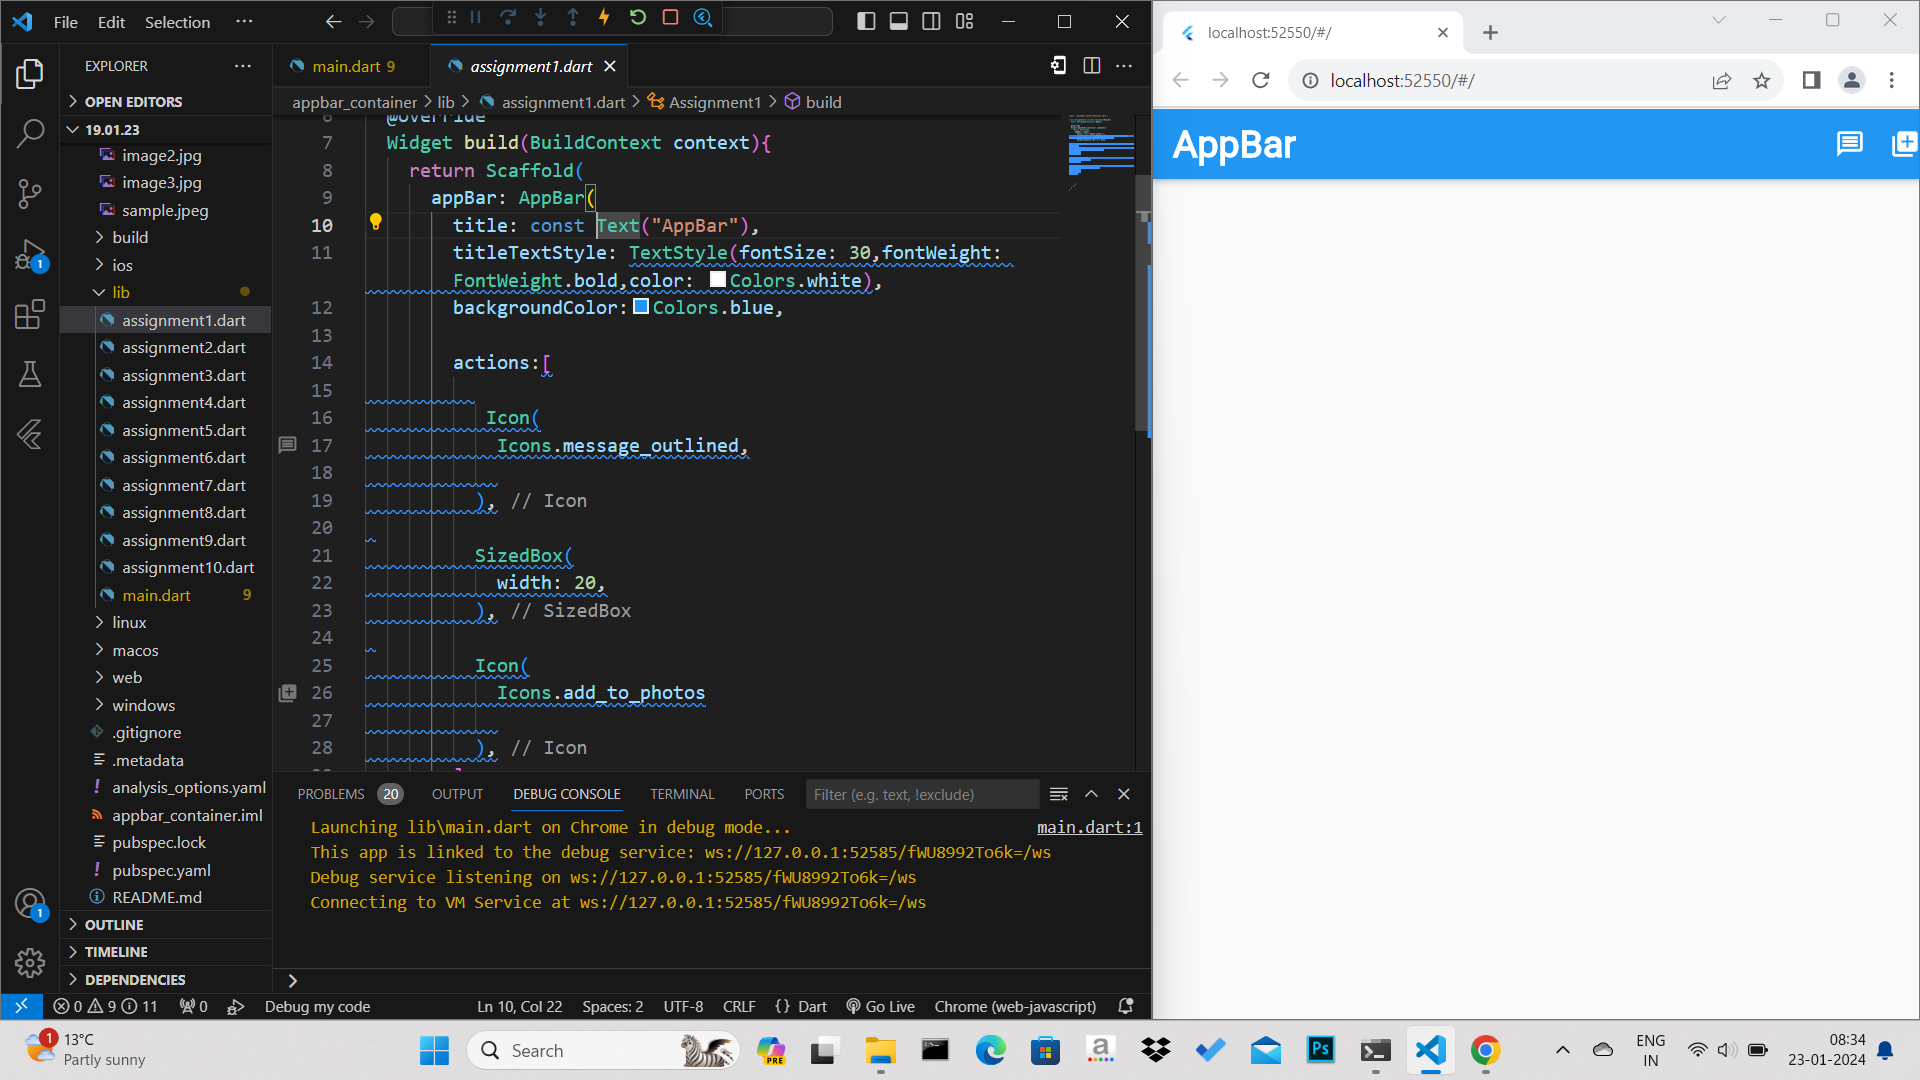 File Edit Selection ···
EXPLORER
OPEN EDITORS
19.01.23
image2.jpg
image3.jpg
sample.jpeg
build
ios
lib
assignment1.dart
assignment2.dart
assignment3.dart
assignment4.dart
assignment5.dart
assignment6.dart
assignment7.dart
assignment8.dart
assignment9.dart
assignment10.dart
main.dart 9
linux
macos
web
windows
.gitignore
.metadata
analysis_options.yaml
appbar_container.iml
pubspec.lock
pubspec.yaml
README.md
OUTLINE
TIMELINE
DEPENDENCIES
1
1
main.dart 9 assignment1.dart
appbar_container > lib > assignment1.dart > Assignment1 > build
6 @override
7 Widget build(BuildContext context){
8 return Scaffold(
9 appBar: AppBar(
10 title: const Text("AppBar"),
11 titleTextStyle: TextStyle(fontSize: 30,fontWeight:
FontWeight.bold,color: Colors.white),
12 backgroundColor: Colors.blue,
13
14 actions:[
15
16 Icon(
17 Icons.message_outlined,
18
19 ), // Icon
20
21 SizedBox(
22 width: 20,
23 ), // SizedBox
24
25 Icon(
26 Icons.add_to_photos
27
28 ), // Icon
PROBLEMS 20 OUTPUT DEBUG CONSOLE TERMINAL PORTS Filter (e.g. text, !exclude)
Launching lib\main.dart on Chrome in debug mode... main.dart:1
This app is linked to the debug service: ws://127.0.0.1:52585/fWU8992To6k=/ws
Debug service listening on ws://127.0.0.1:52585/fWU8992To6k=/ws
Connecting to VM Service at ws://127.0.0.1:52585/fWU8992To6k=/ws
0 9 11 0 Debug my code Ln 10, Col 22 Spaces: 2 UTF-8 CRLF {} Dart Go Live Chrome (web-javascript)
localhost:52550/#/
localhost:52550/#/
AppBar
1
13°C
Partly sunny
Search
PRE
a
Ps
ENG
IN
08:34
23-01-2024